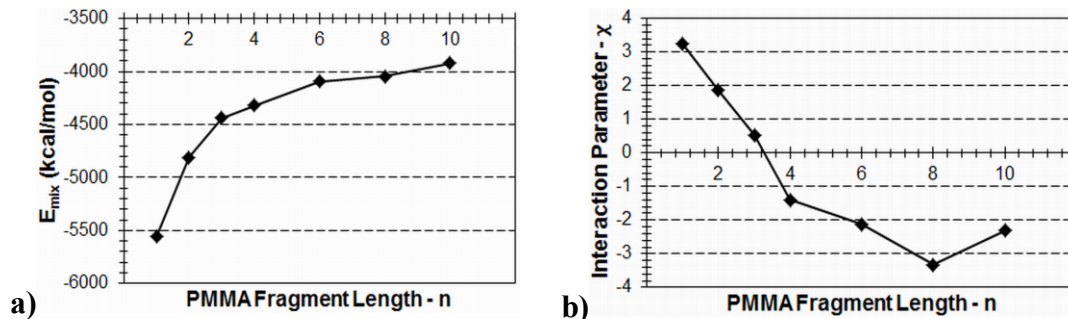 -3500
2 4 6 8 10
-4000
-4500
-5000
-5500
-6000
E_mix (kcal/mol)
PMMA Fragment Length - n
a)
4
3
2
1
0
2 4 6 8 10
-1
-2
-3
-4
Interaction Parameter - χ
PMMA Fragment Length - n
b)